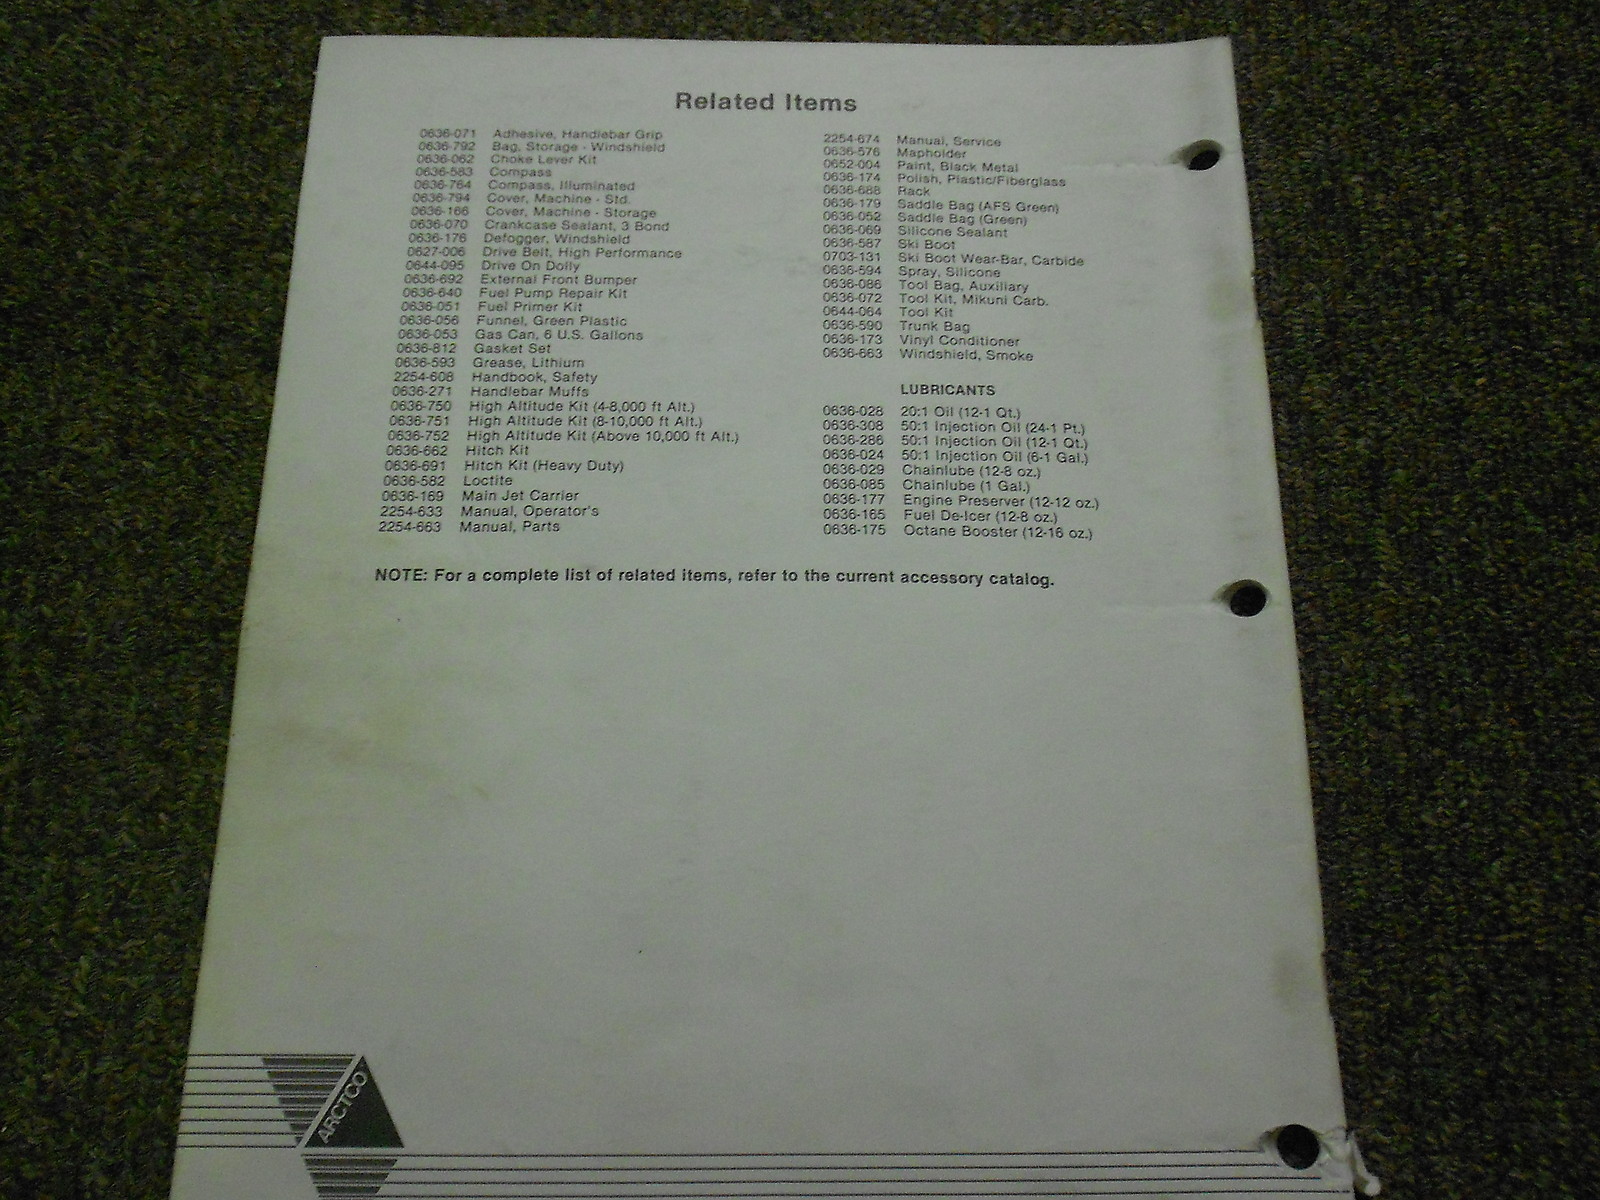 Related Items
0636-071 Adhesive, Handlebar Grip
0636-792 Bag, Storage - Windshield
0636-062 Choke Lever Kit
0636-583 Compass
0636-764 Compass, Illuminated
0636-794 Cover, Machine - Std.
0636-166 Cover, Machine - Storage
0636-070 Crankcase Sealant, 3 Bond
0636-176 Defogger, Windshield
0627-006 Drive Belt, High Performance
0644-095 Drive On Dolly
0636-692 External Front Bumper
0636-640 Fuel Pump Repair Kit
0636-051 Fuel Primer Kit
0636-056 Funnel, Green Plastic
0636-053 Gas Can, 6 U.S. Gallons
0636-812 Gasket Set
0636-593 Grease, Lithium
2254-608 Handbook, Safety
0636-271 Handlebar Muffs
0636-750 High Altitude Kit (4-8,000 ft Alt.)
0636-751 High Altitude Kit (8-10,000 ft Alt.)
0636-752 High Altitude Kit (Above 10,000 ft Alt.)
0636-662 Hitch Kit
0636-691 Hitch Kit (Heavy Duty)
0636-582 Loctite
0636-169 Main Jet Carrier
2254-633 Manual, Operator's
2254-663 Manual, Parts
2254-674 Manual, Service
0636-576 Mapholder
0652-004 Paint, Black Metal
0636-174 Polish, Plastic/Fiberglass
0636-688 Rack
0636-179 Saddle Bag (AFS Green)
0636-052 Saddle Bag (Green)
0636-069 Silicone Sealant
0636-587 Ski Boot
0703-131 Ski Boot Wear-Bar, Carbide
0636-594 Spray, Silicone
0636-086 Tool Bag, Auxiliary
0636-072 Tool Kit, Mikuni Carb.
0644-064 Tool Kit
0636-590 Trunk Bag
0636-173 Vinyl Conditioner
0636-663 Windshield, Smoke
LUBRICANTS
0636-028 20:1 Oil (12-1 Qt.)
0636-308 50:1 Injection Oil (24-1 Pt.)
0636-286 50:1 Injection Oil (12-1 Qt.)
0636-024 50:1 Injection Oil (6-1 Gal.)
0636-029 Chainlube (12-8 oz.)
0636-085 Chainlube (1 Gal.)
0636-177 Engine Preserver (12-12 oz.)
0636-165 Fuel De-Icer (12-8 oz.)
0636-175 Octane Booster (12-16 oz.)
NOTE: For a complete list of related items, refer to the current accessory catalog.
ARCTCO